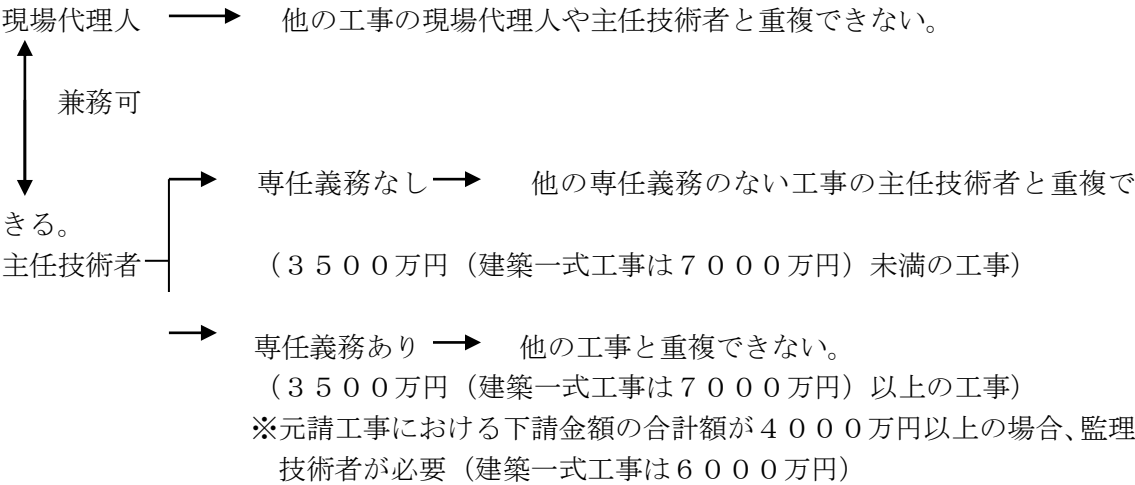 現場代理人 → 他の工事の現場代理人や主任技術者と重複できない。
兼務可
専任義務なし → 他の専任義務のない工事の主任技術者と重複で
きる。
主任技術者 （３５００万円（建築一式工事は７０００万円）未満の工事）
専任義務あり → 他の工事と重複できない。
（３５００万円（建築一式工事は７０００万円）以上の工事）
※元請工事における下請金額の合計額が４０００万円以上の場合、監理
技術者が必要（建築一式工事は６０００万円）